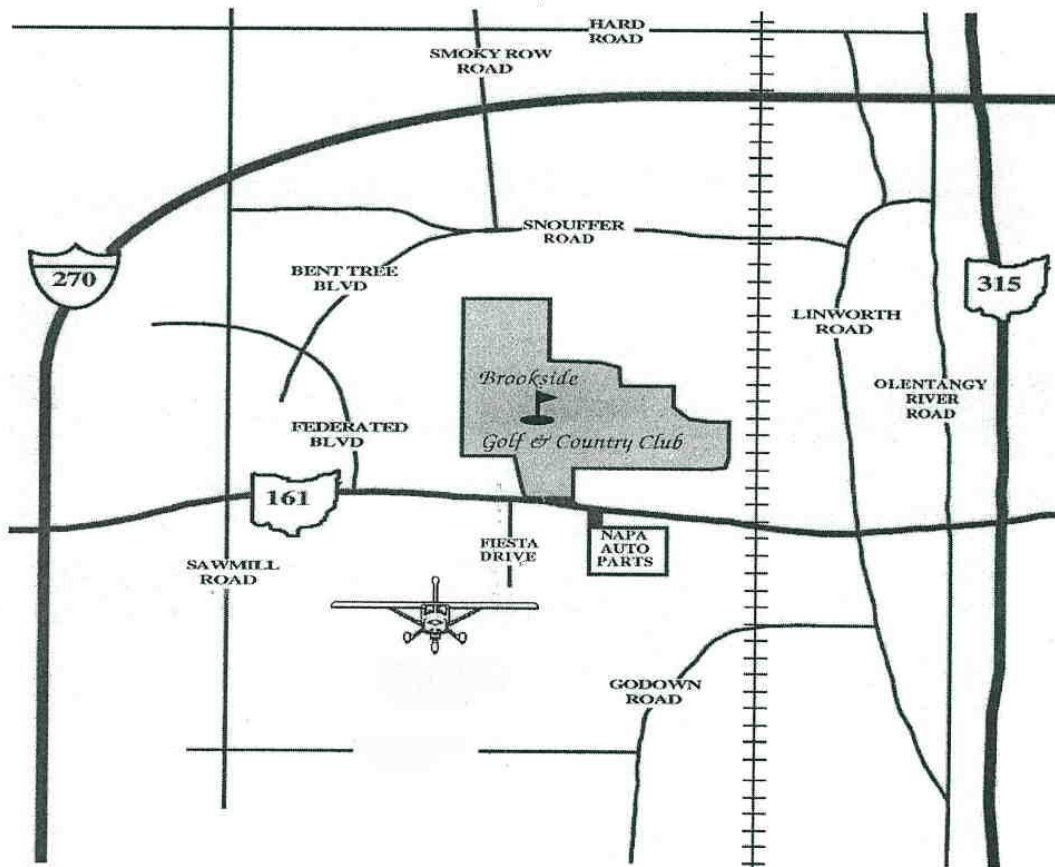 HARD
ROAD
SMOKY ROW
ROAD
SNOUFFER
ROAD
BENT TREE
BLVD
270
315
LINWORTH
ROAD
Brookside
OLENTANGY
RIVER
ROAD
FEDERATED
BLVD
Golf & Country Club
161
FIESTA
DRIVE
NAPA
AUTO
PARTS
SAWMILL
ROAD
GODOWN
ROAD